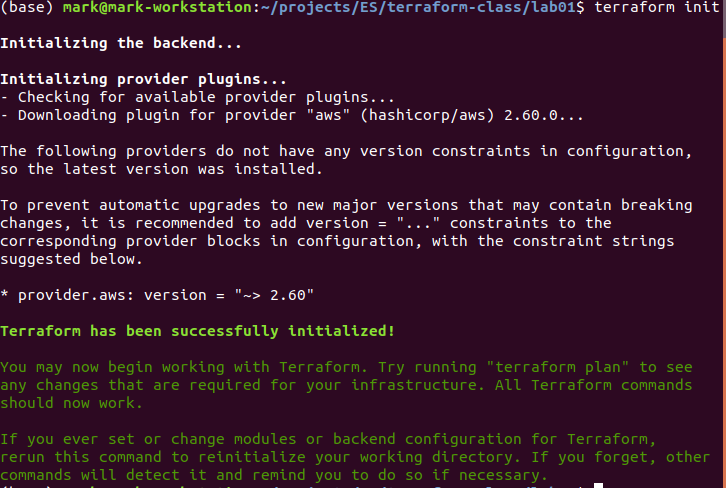 (base) mark@mark-workstation:~/projects/ES/terraform-class/lab01$ terraform init
Initializing the backend...
Initializing provider plugins...
- Checking for available provider plugins...
- Downloading plugin for provider "aws" (hashicorp/aws) 2.60.0...
The following providers do not have any version constraints in configuration,
so the latest version was installed.
To prevent automatic upgrades to new major versions that may contain breaking
changes, it is recommended to add version = "..." constraints to the
corresponding provider blocks in configuration, with the constraint strings
suggested below.
* provider.aws: version = "~> 2.60"
Terraform has been successfully initialized!
You may now begin working with Terraform. Try running "terraform plan" to see
any changes that are required for your infrastructure. All Terraform commands
should now work.
If you ever set or change modules or backend configuration for Terraform,
rerun this command to reinitialize your working directory. If you forget, other
commands will detect it and remind you to do so if necessary.